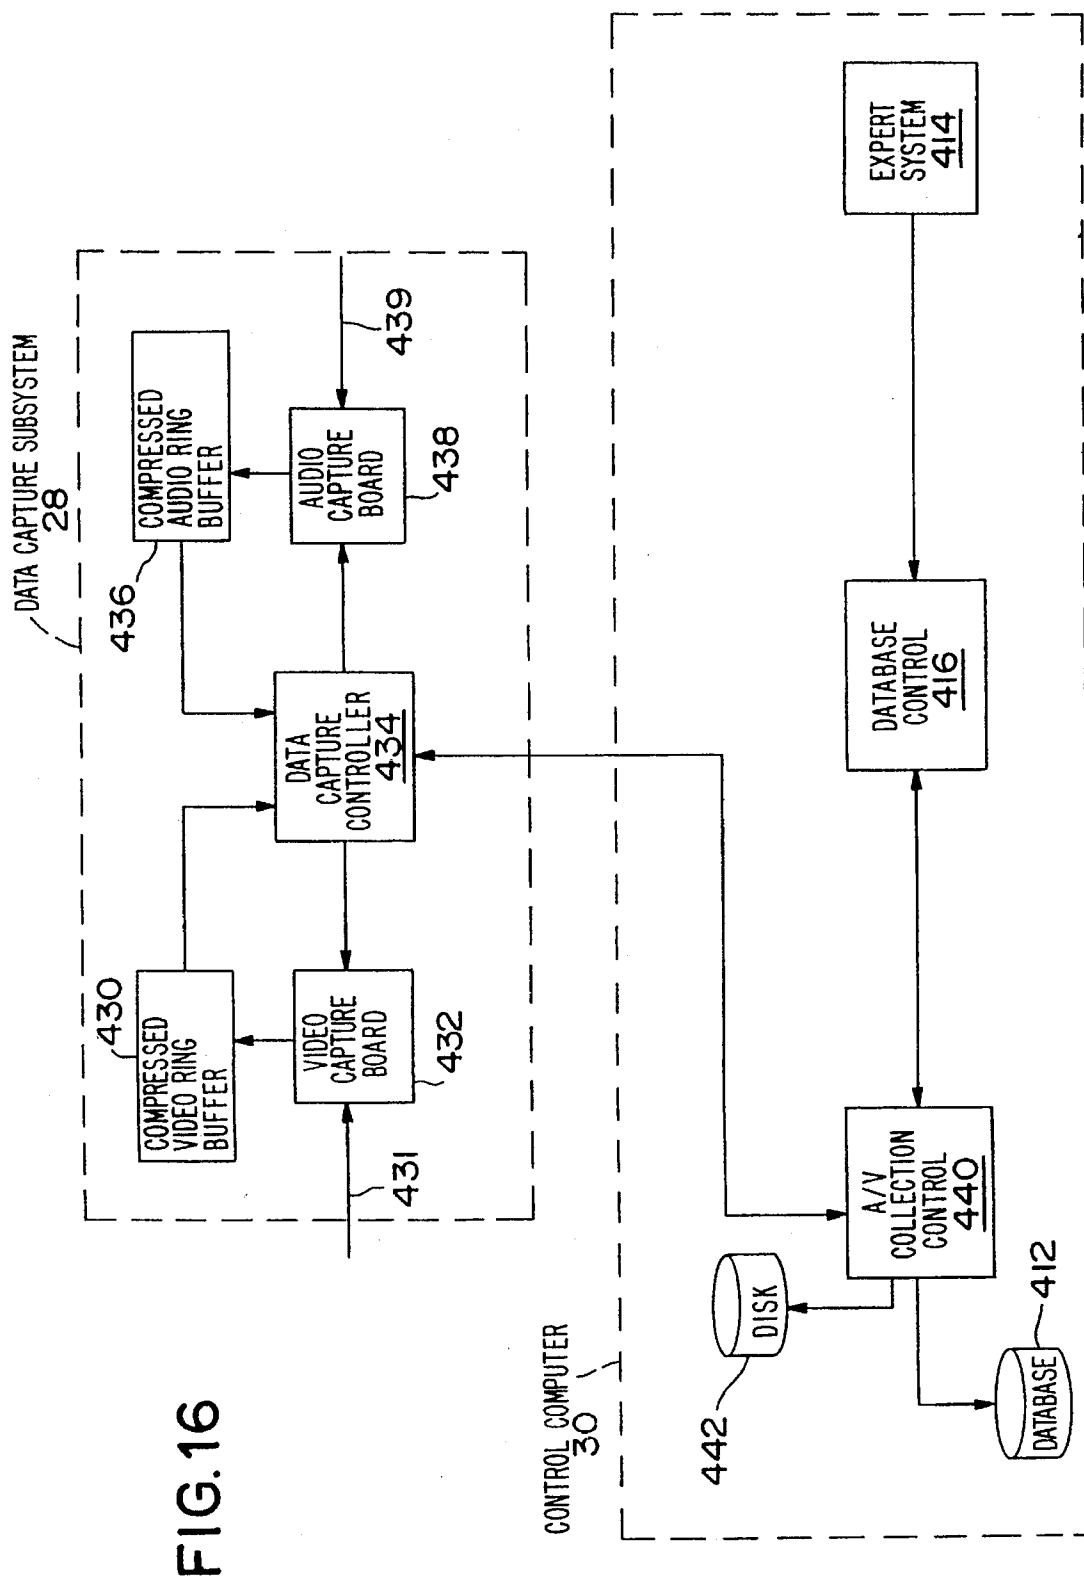 FIG. 16
DATA CAPTURE SUBSYSTEM
28
430
COMPRESSED
VIDEO RING
BUFFER
COMPRESSED
AUDIO RING
BUFFER
436
431
VIDEO
CAPTURE
BOARD
432
DATA
CAPTURE
CONTROLLER
434
AUDIO
CAPTURE
BOARD
438
439
CONTROL COMPUTER
30
442
DISK
DATABASE
412
A/V
COLLECTION
CONTROL
440
DATABASE
CONTROL
416
EXPERT
SYSTEM
414